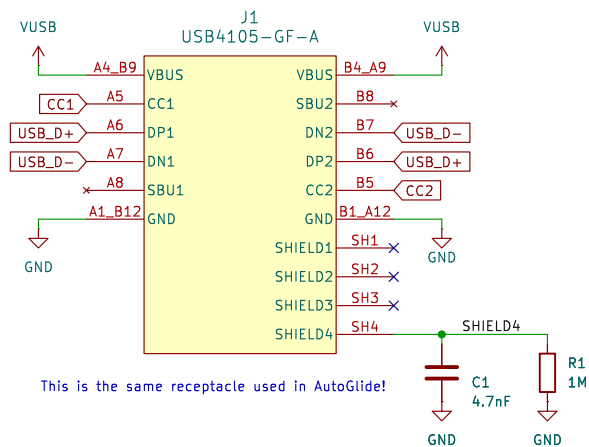 J1
USB4105-GF-A
VUSB
VUSB
A4_B9 VBUS VBUS B4_A9
CC1 A5 CC1 SBU2 B8
USB_D+ A6 DP1 DN2 B7 USB_D-
USB_D- A7 DN1 DP2 B6 USB_D+
A8 SBU1 CC2 B5 CC2
A1_B12 GND GND B1_A12
GND
GND
SHIELD1 SH1
SHIELD2 SH2
SHIELD3 SH3
SHIELD4 SH4 SHIELD4
R1
1M
C1
4.7nF
This is the same receptacle used in AutoGlide!
GND
GND